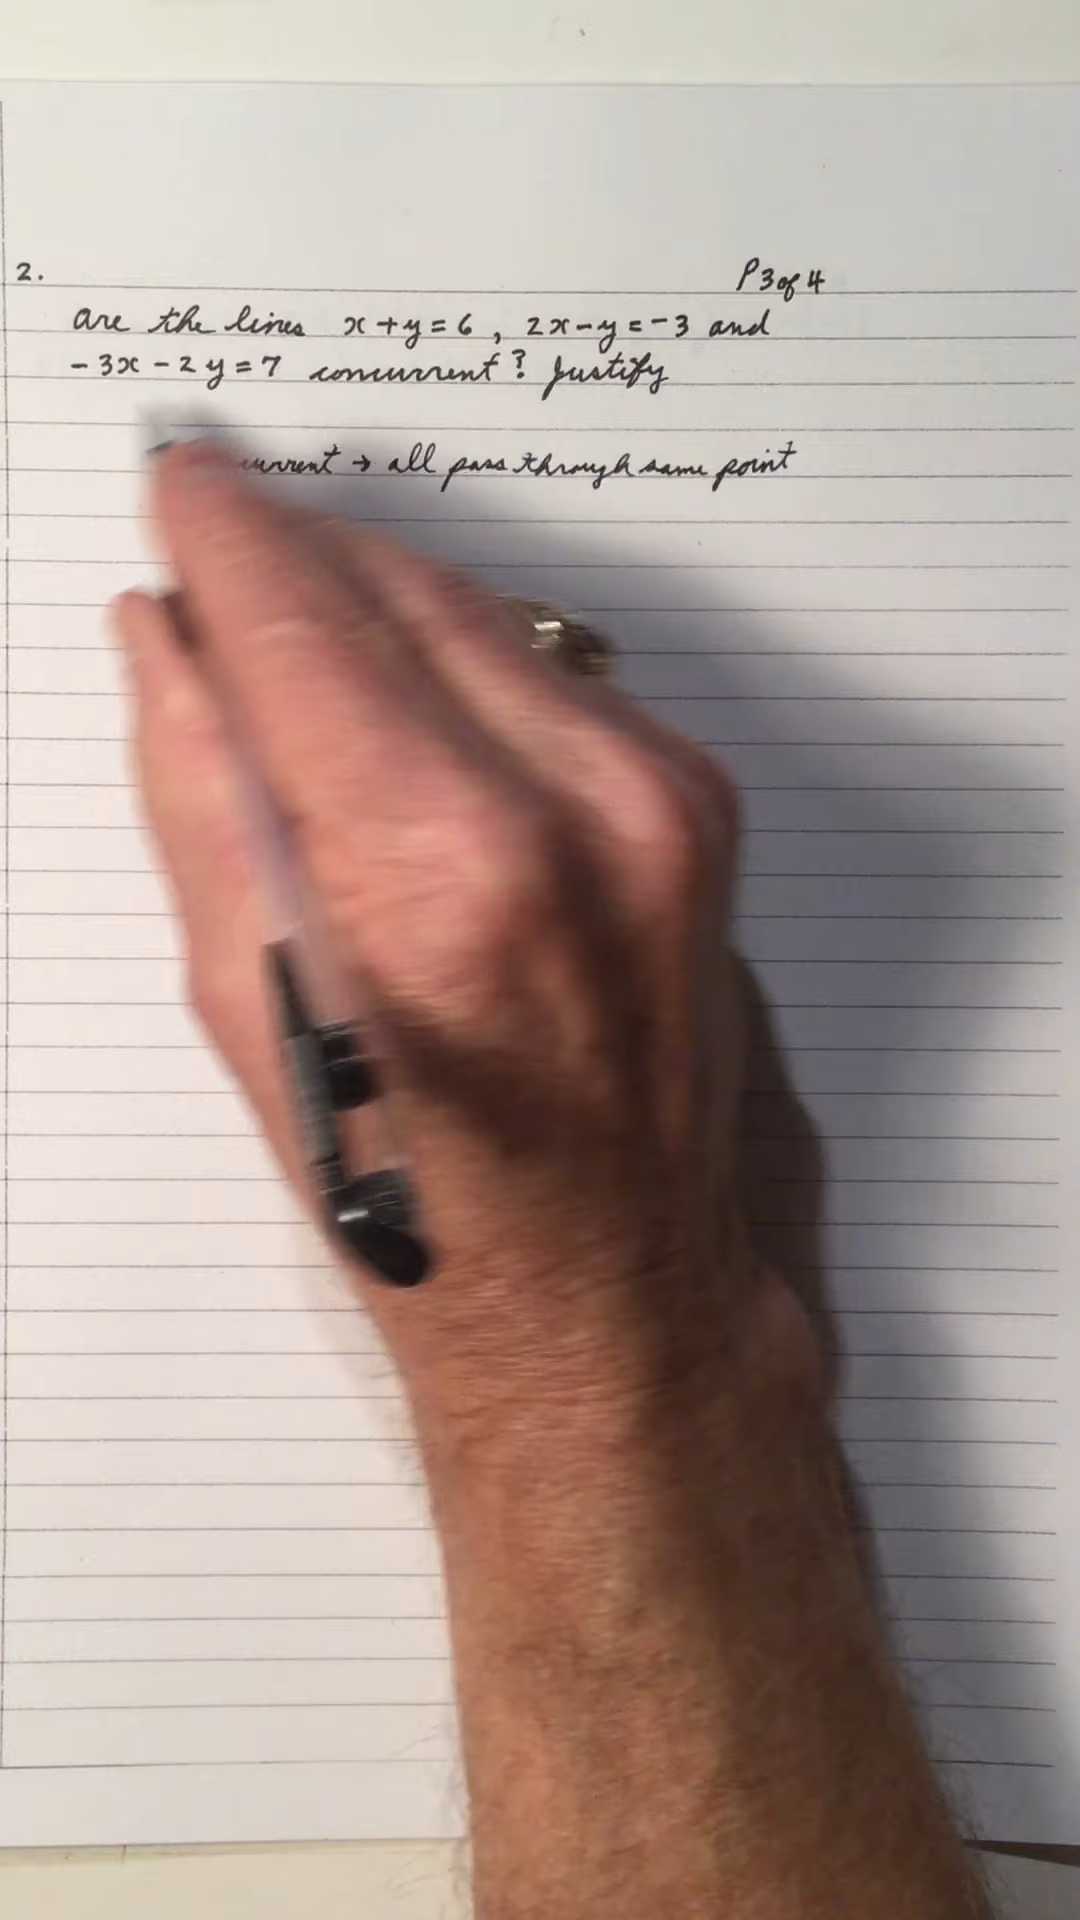 2.
P 3 of 4
are the lines x + y = 6 , 2x - y = -3 and
- 3x - 2y = 7 concurrent? Justify
→ all pass through same point